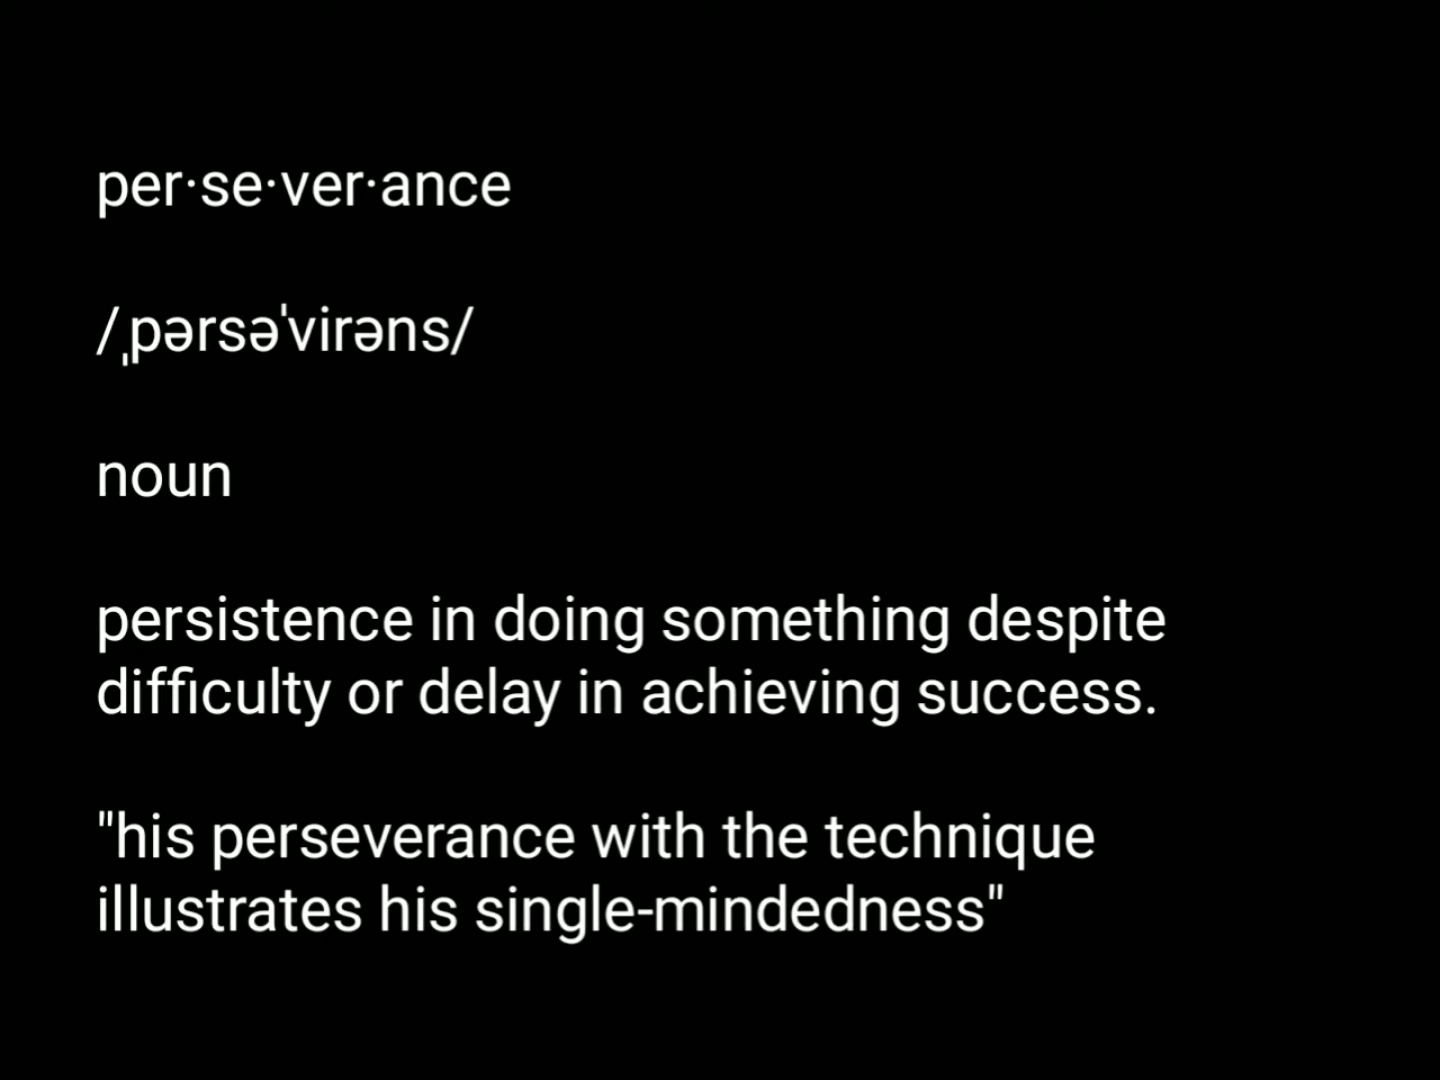 per·se·ver·ance
/ˌpərsəˈvirəns/
noun
persistence in doing something despite
difficulty or delay in achieving success.
"his perseverance with the technique
illustrates his single-mindedness"